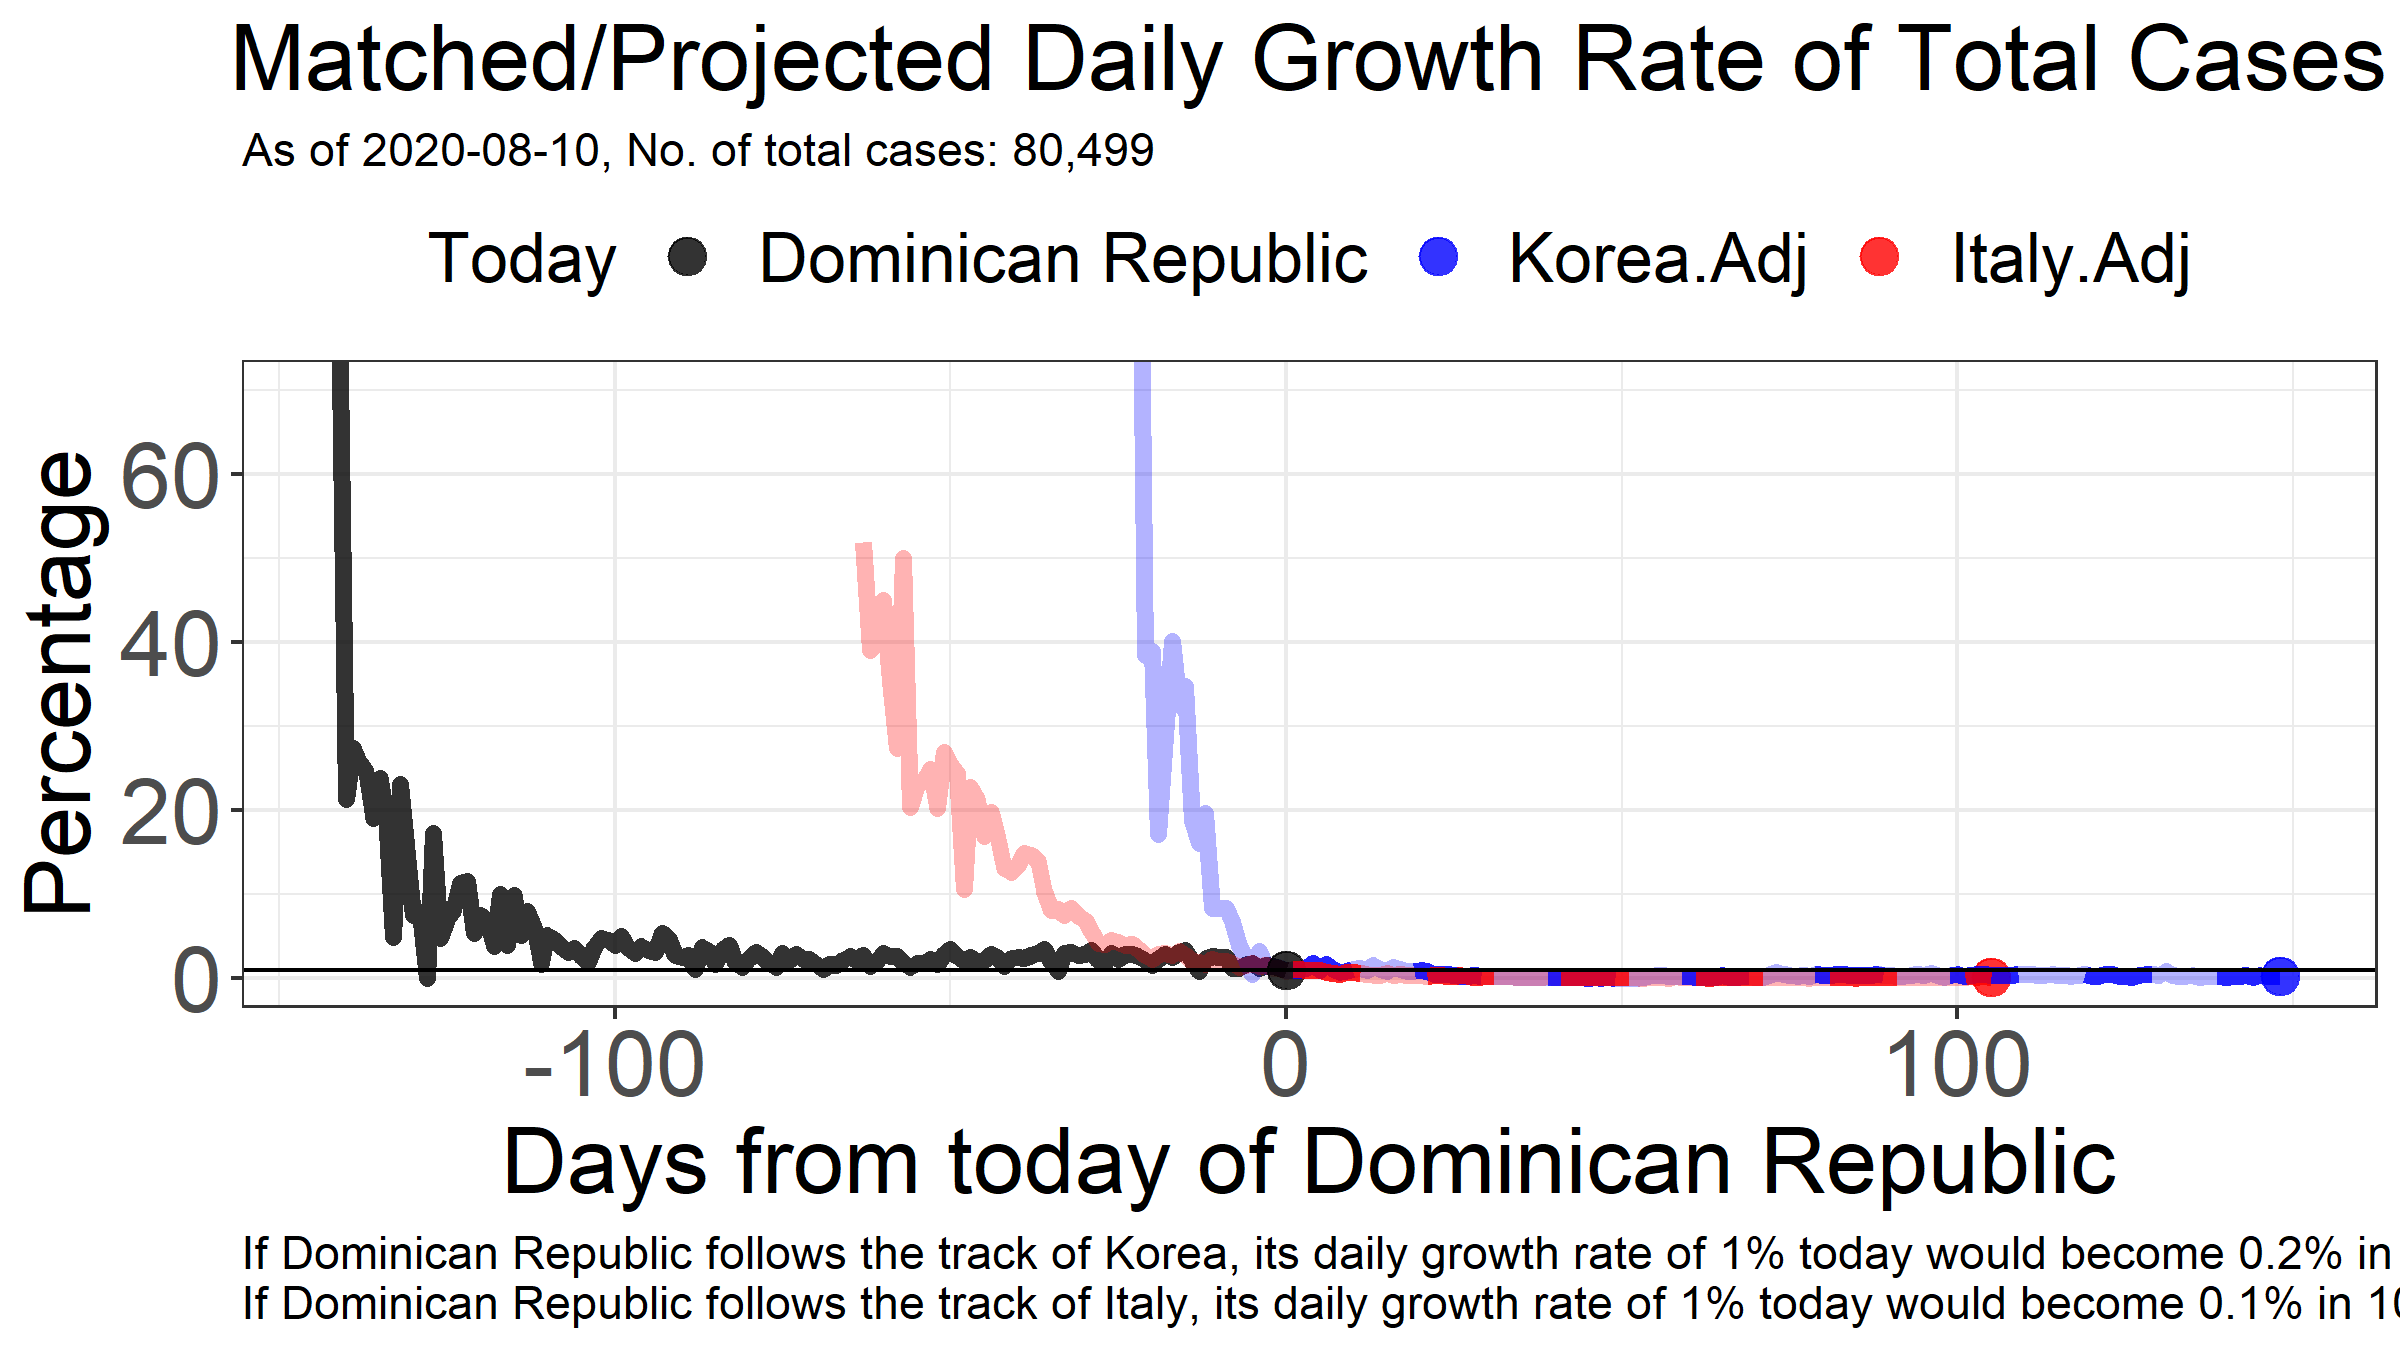 Matched/Projected Daily Growth Rate of Total Cases
As of 2020-08-10, No. of total cases: 80,499
Today Dominican Republic Korea.Adj Italy.Adj
Percentage
60
40
20
0
-100 0 100
Days from today of Dominican Republic
If Dominican Republic follows the track of Korea, its daily growth rate of 1% today would become 0.2% in
If Dominican Republic follows the track of Italy, its daily growth rate of 1% today would become 0.1% in